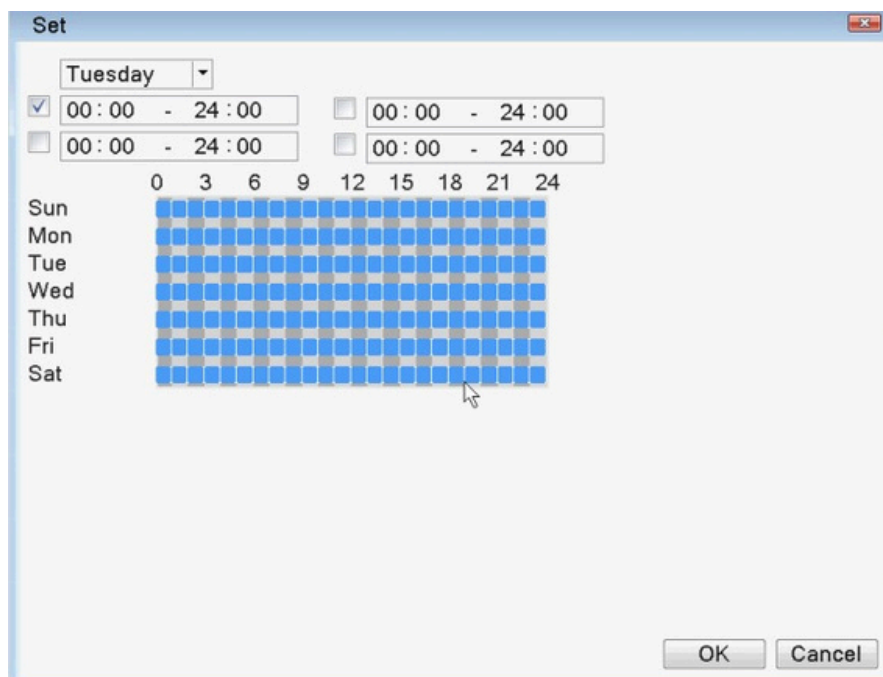 Set
Tuesday
00:00 - 24:00 00:00 - 24:00
00:00 - 24:00 00:00 - 24:00
0 3 6 9 12 15 18 21 24
Sun
Mon
Tue
Wed
Thu
Fri
Sat
OK Cancel